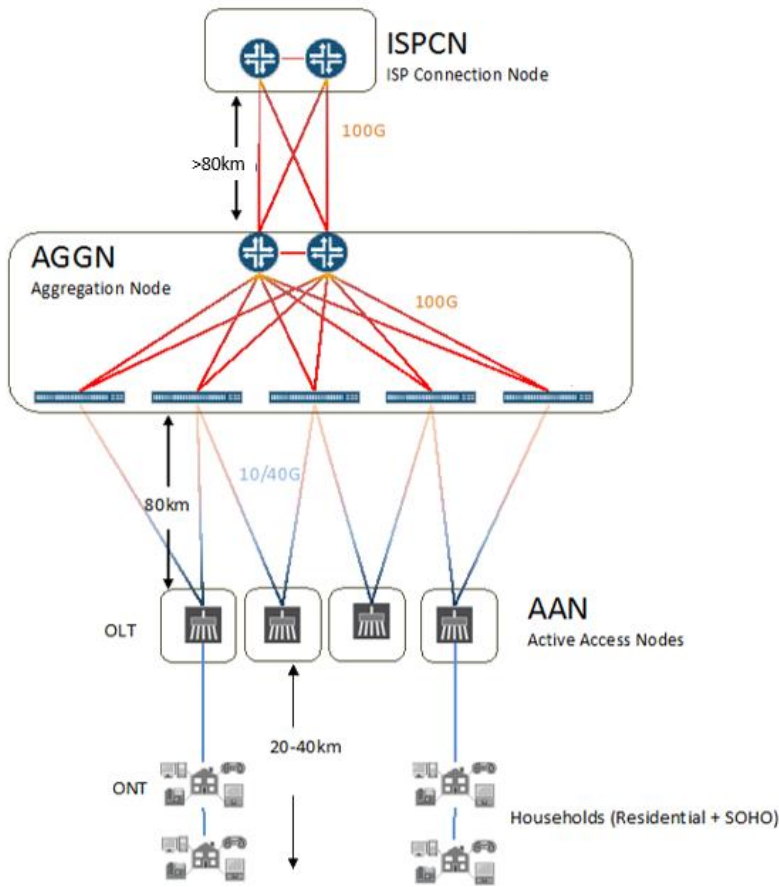 ISPCN
ISP Connection Node
100G
>80km
AGGN
Aggregation Node
100G
10/40G
80km
OLT
AAN
Active Access Nodes
20-40km
ONT
Households (Residential + SOHO)